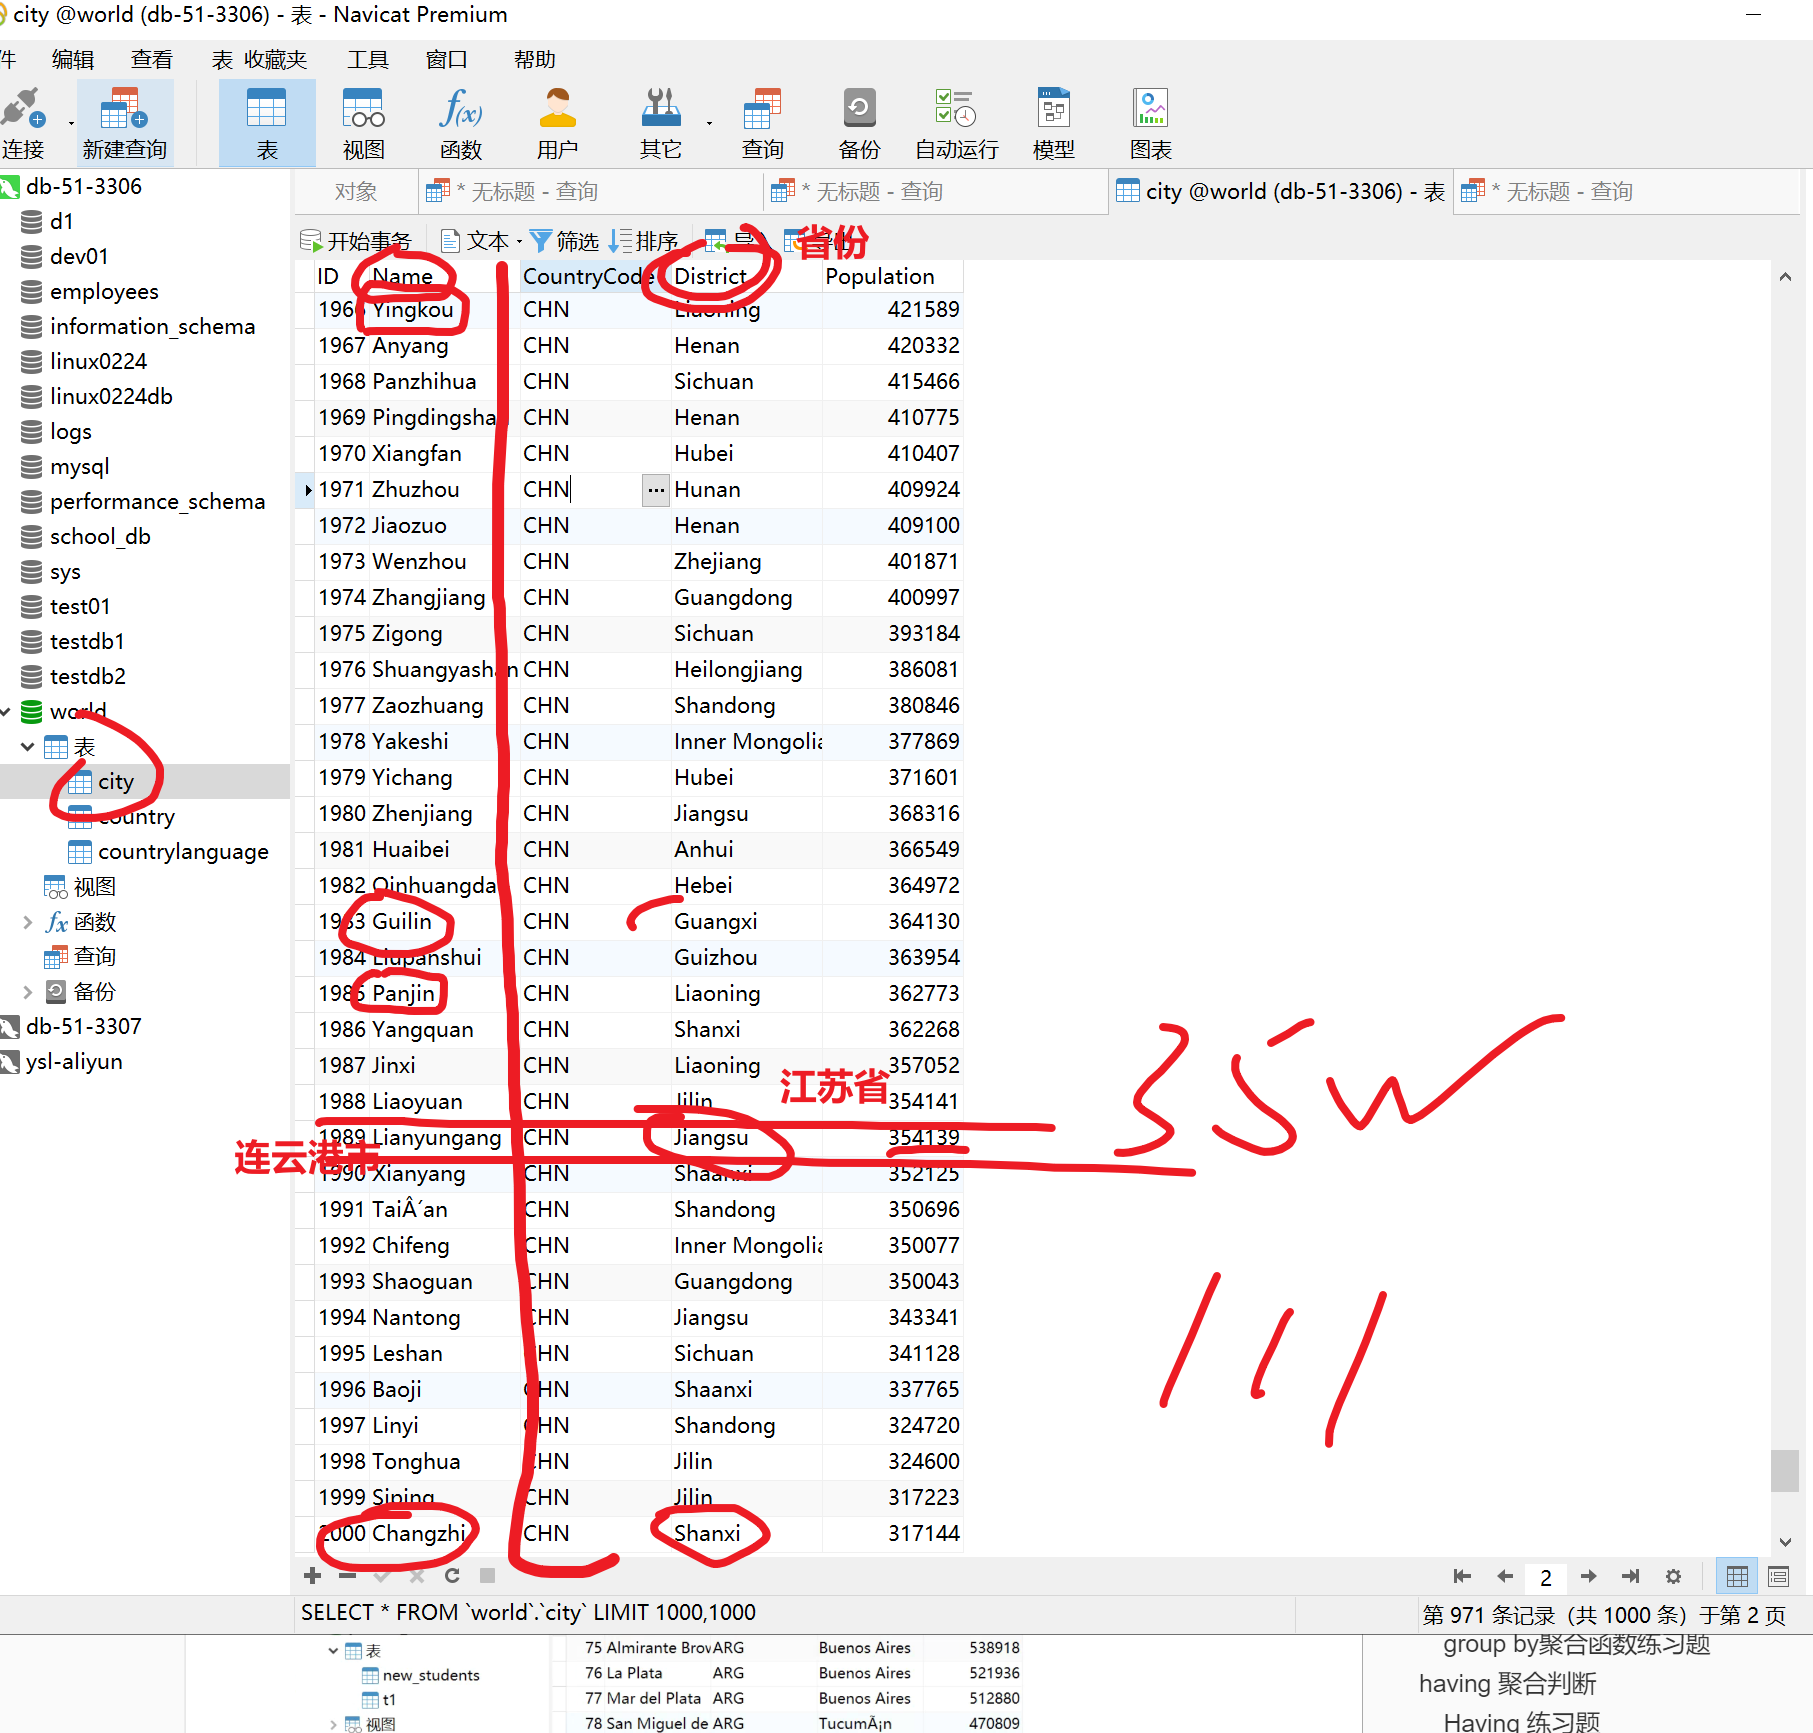 city @world (db-51-3306) - 表 - Navicat Premium
件 编辑 查看 表 收藏夹 工具 窗口 帮助
连接 新建查询 表 视图 函数 用户 其它 查询 备份 自动运行 模型 图表
对象 * 无标题 - 查询 * 无标题 - 查询 city @world (db-51-3306) - 表 * 无标题 - 查询
db-51-3306
d1
dev01
employees
information_schema
linux0224
linux0224db
logs
mysql
performance_schema
school_db
sys
test01
testdb1
testdb2
world
表
city
country
countrylanguage
视图
函数
查询
备份
db-51-3307
ysl-aliyun
开始事务 文本 筛选 排序 导入
省份
ID Name CountryCode District Population
1966 Yingkou CHN Liaoning 421589
1967 Anyang CHN Henan 420332
1968 Panzhihua CHN Sichuan 415466
1969 Pingdingsha CHN Henan 410775
1970 Xiangfan CHN Hubei 410407
1971 Zhuzhou CHN ... Hunan 409924
1972 Jiaozuo CHN Henan 409100
1973 Wenzhou CHN Zhejiang 401871
1974 Zhangjiang CHN Guangdong 400997
1975 Zigong CHN Sichuan 393184
1976 Shuangyashan CHN Heilongjiang 386081
1977 Zaozhuang CHN Shandong 380846
1978 Yakeshi CHN Inner Mongolia 377869
1979 Yichang CHN Hubei 371601
1980 Zhenjiang CHN Jiangsu 368316
1981 Huaibei CHN Anhui 366549
1982 Qinhuangda CHN Hebei 364972
1983 Guilin CHN Guangxi 364130
1984 Liupanshui CHN Guizhou 363954
1985 Panjin CHN Liaoning 362773
1986 Yangquan CHN Shanxi 362268
1987 Jinxi CHN Liaoning 357052
1988 Liaoyuan CHN Jilin 354141
江苏省
1989 Lianyungang CHN Jiangsu 354139
连云港市
35w
1990 Xianyang CHN Shaanxi 352125
1991 TaiÂ´an CHN Shandong 350696
1992 Chifeng CHN Inner Mongolia 350077
1993 Shaoguan CHN Guangdong 350043
1994 Nantong CHN Jiangsu 343341
1995 Leshan CHN Sichuan 341128
1996 Baoji CHN Shaanxi 337765
1997 Linyi CHN Shandong 324720
1998 Tonghua CHN Jilin 324600
1999 Siping CHN Jilin 317223
2000 Changzhi CHN Shanxi 317144
2
SELECT * FROM `world`.`city` LIMIT 1000,1000
第 971 条记录（共 1000 条）于第 2 页
表
new_students
t1
视图
75 Almirante Brov ARG Buenos Aires 538918
76 La Plata ARG Buenos Aires 521936
77 Mar del Plata ARG Buenos Aires 512880
78 San Miguel de ARG TucumÃ¡n 470809
group by聚合函数练习题
having 聚合判断
Having 练习题